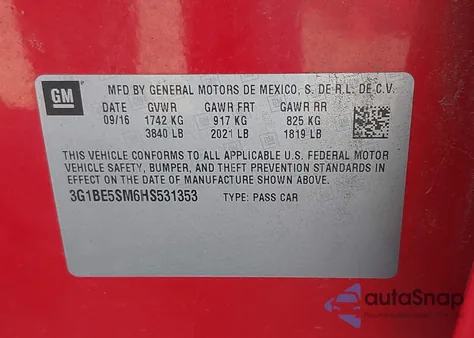 GM
MFD BY GENERAL MOTORS DE MEXICO, S. DE R.L. DE C.V.
DATE GVWR GAWR FRT GAWR RR
09/16 1742 KG 917 KG 825 KG
3840 LB 2021 LB 1819 LB
THIS VEHICLE CONFORMS TO ALL APPLICABLE U.S. FEDERAL MOTOR
VEHICLE SAFETY, BUMPER, AND THEFT PREVENTION STANDARDS IN
EFFECT ON THE DATE OF MANUFACTURE SHOWN ABOVE.
3G1BE5SM6HS531353 TYPE: PASS CAR
autoSnap